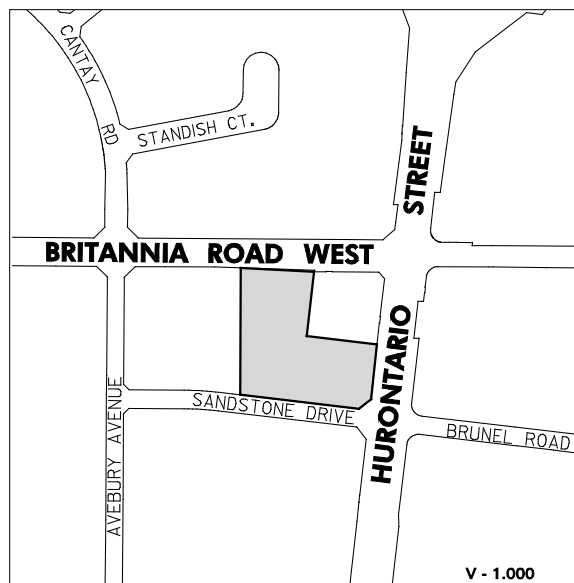 CANTAY RD
STANDISH CT.
HURONTARIO STREET
BRITANNIA ROAD WEST
AVEBURY AVENUE
SANDSTONE DRIVE
BRUNEL ROAD
V - 1.000